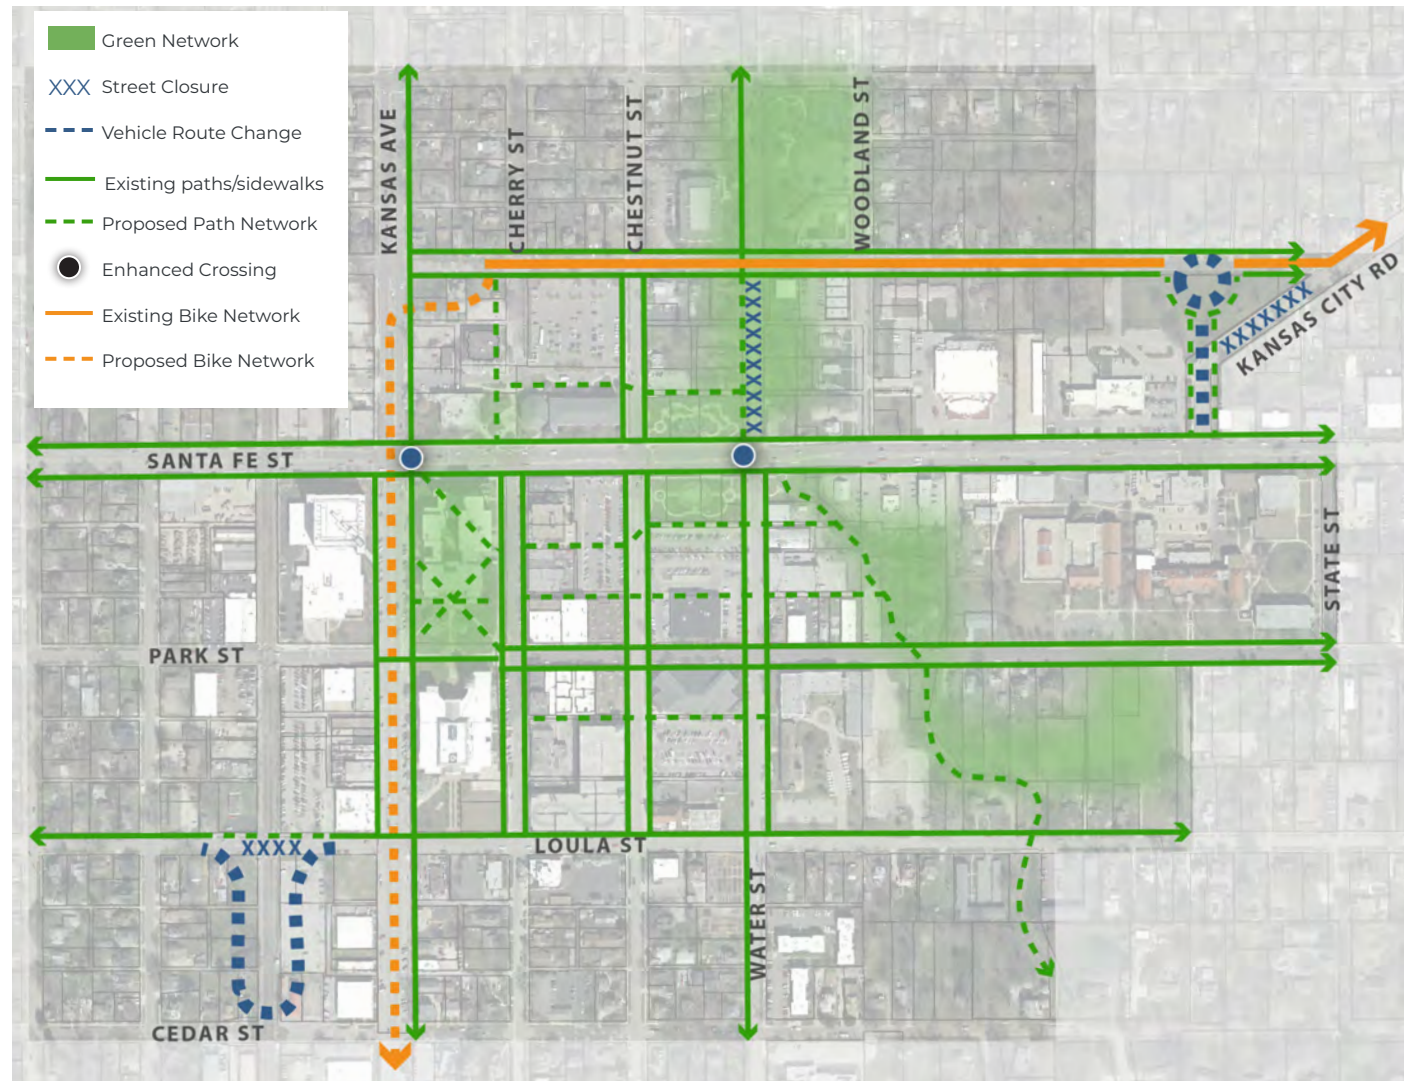 Green Network
XXX Street Closure
Vehicle Route Change
Existing paths/sidewalks
Proposed Path Network
Enhanced Crossing
Existing Bike Network
Proposed Bike Network
KANSAS AVE
CHERRY ST
CHESTNUT ST
WOODLAND ST
XXXXXXXXXXXX
XXXXXXX
KANSAS CITY RD
SANTA FE ST
STATE ST
PARK ST
XXXX
LOULA ST
WATER ST
CEDAR ST